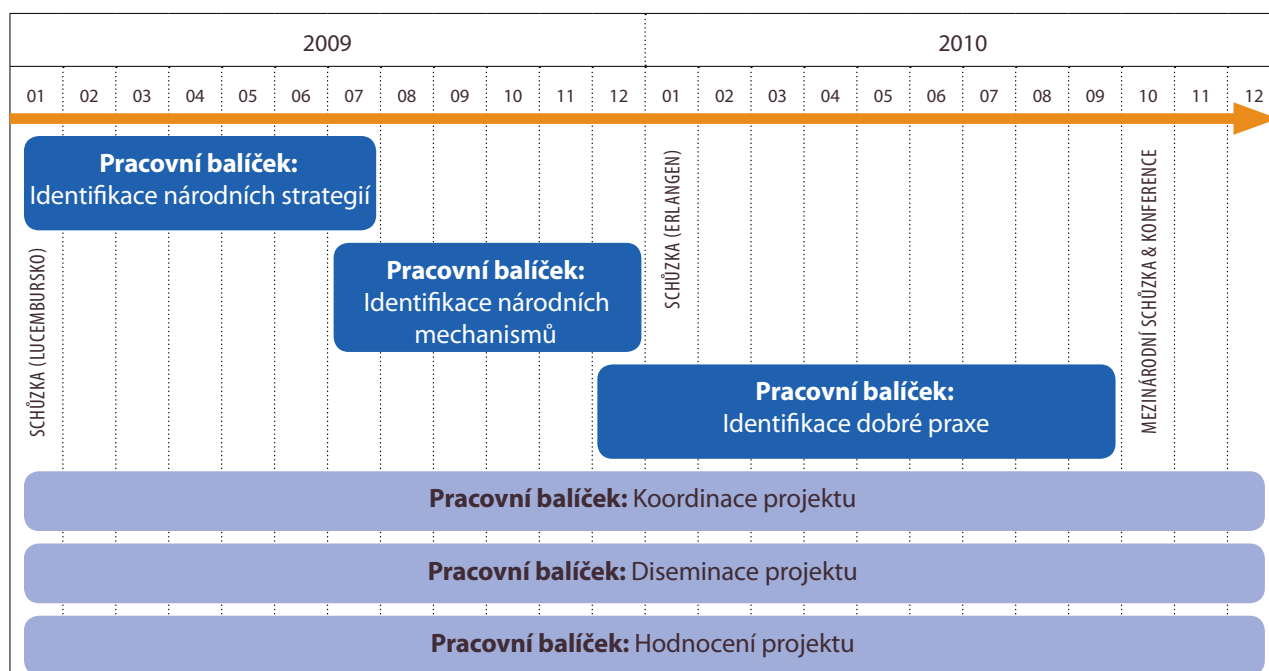 2009 2010
01 02 03 04 05 06 07 08 09 10 11 12 01 02 03 04 05 06 07 08 09 10 11 12
Pracovní balíček:
Identifikace národních strategií
SCHŮZKA (LUCEMBURSKO)
Pracovní balíček:
Identifikace národních
mechanismů
SCHŮZKA (ERLANGEN)
Pracovní balíček:
Identifikace dobré praxe
MEZINÁRODNÍ SCHŮZKA & KONFERENCE
Pracovní balíček: Koordinace projektu
Pracovní balíček: Diseminace projektu
Pracovní balíček: Hodnocení projektu